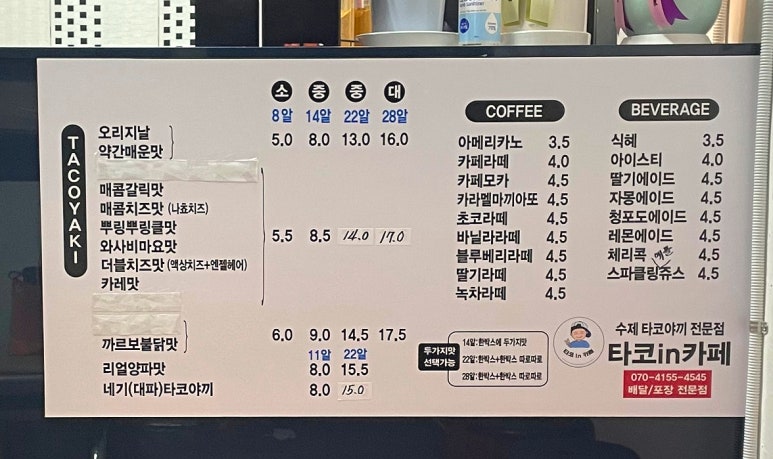 소 중 중 대
8알 14알 22알 28알
TACOYAKI
오리지날 5.0 8.0 13.0 16.0
약간매운맛
매콤갈릭맛
매콤치즈맛 (나쵸치즈)
뿌링뿌링클맛
와사비마요맛 5.5 8.5 14.0 17.0
더블치즈맛 (액상치즈+엔젤헤어)
카레맛
까르보불닭맛 6.0 9.0 14.5 17.5
11알 22알
리얼양파맛 8.0 15.5
네기(대파)타코야끼 8.0 15.0
COFFEE
아메리카노 3.5
카페라떼 4.0
카페모카 4.5
카라멜마끼아또 4.5
초코라떼 4.5
바닐라라떼 4.5
블루베리라떼 4.5
딸기라떼 4.5
녹차라떼 4.5
BEVERAGE
식혜 3.5
아이스티 4.0
딸기에이드 4.5
자몽에이드 4.5
청포도에이드 4.5
레몬에이드 4.5
체리콕 4.5
스파클링쥬스 4.5
두가지맛
선택가능
14알:한박스에 두가지맛
22알:한박스+한박스 따로따로
28알:한박스+한박스 따로따로
타코 in 카페
수제 타코야끼 전문점
타코in카페
070-4155-4545
배달/포장 전문점